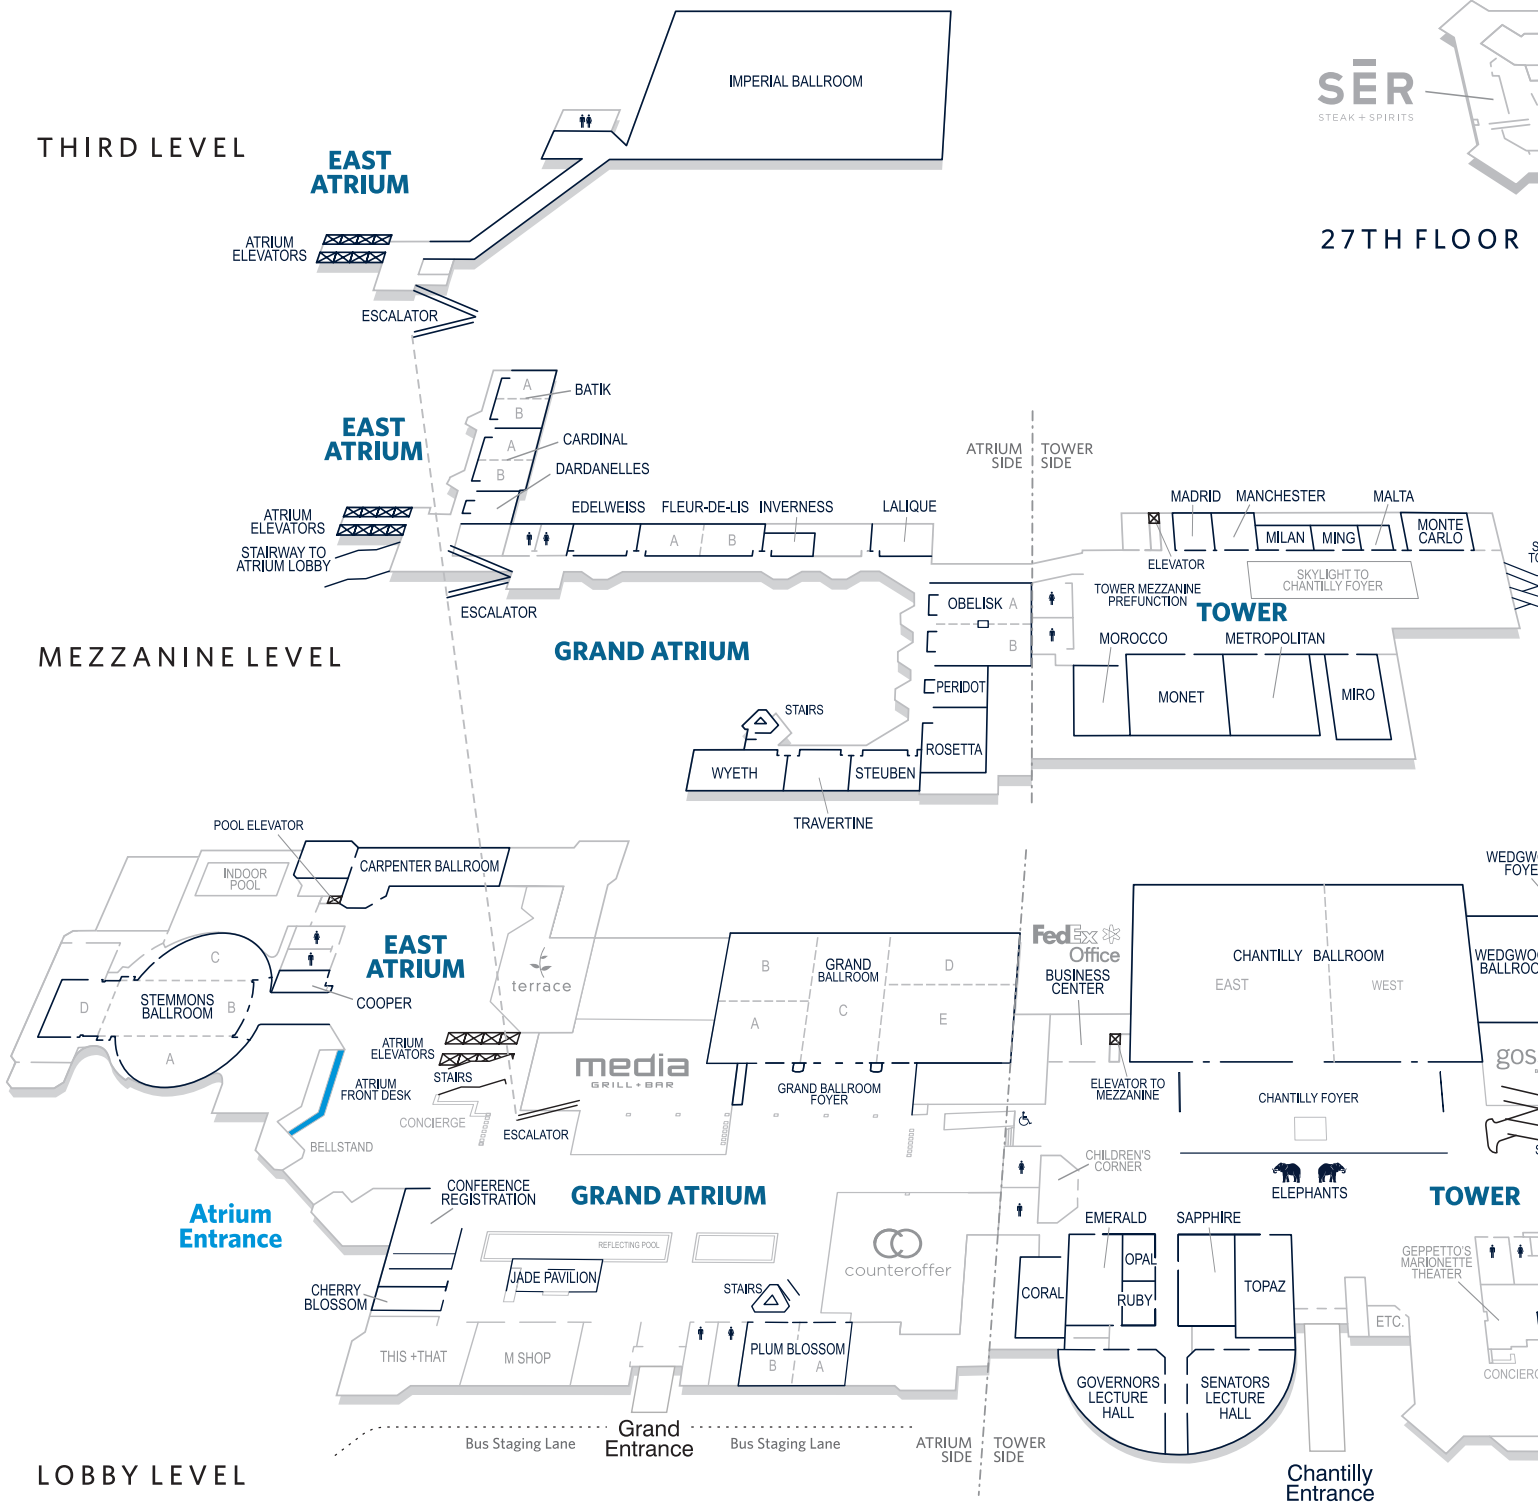 IMPERIAL BALLROOM
SĒR
STEAK + SPIRITS
THIRD LEVEL
EAST
ATRIUM
27TH FLOOR
ATRIUM
ELEVATORS
ESCALATOR
A
BATIK
B
EAST
ATRIUM
A
CARDINAL
B
DARDANELLES
ATRIUM
SIDE
TOWER
SIDE
ATRIUM
ELEVATORS
STAIRWAY TO
ATRIUM LOBBY
EDELWEISS
FLEUR-DE-LIS
INVERNESS
LALIQUE
A
B
MADRID
MANCHESTER
MALTA
MILAN
MING
MONTE
CARLO
ELEVATOR
SKYLIGHT TO
CHANTILLY FOYER
TOWER MEZZANINE
PREFUNCTION
TOWER
ESCALATOR
OBELISK
A
B
MOROCCO
METROPOLITAN
MEZZANINE LEVEL
GRAND ATRIUM
PERIDOT
MONET
MIRO
STAIRS
ROSETTA
WYETH
STEUBEN
TRAVERTINE
POOL ELEVATOR
INDOOR
POOL
CARPENTER BALLROOM
EAST
ATRIUM
terrace
C
COOPER
STEMMONS
BALLROOM
D
B
A
ATRIUM
ELEVATORS
STAIRS
ATRIUM
FRONT DESK
CONCIERGE
BELLSTAND
ESCALATOR
media
GRILL + BAR
B
GRAND
BALLROOM
D
A
C
E
GRAND BALLROOM
FOYER
FedEx
Office
BUSINESS
CENTER
CHANTILLY BALLROOM
EAST
WEST
ELEVATOR TO
MEZZANINE
CHANTILLY FOYER
ELEPHANTS
CHILDREN'S
CORNER
TOWER
Atrium
Entrance
CONFERENCE
REGISTRATION
GRAND ATRIUM
REFLECTING POOL
JADE PAVILION
counteroffer
STAIRS
CHERRY
BLOSSOM
THIS +THAT
M SHOP
PLUM BLOSSOM
B
A
EMERALD
SAPPHIRE
OPAL
CORAL
RUBY
TOPAZ
GEPPETTO'S
MARIONETTE
THEATER
ETC.
GOVERNORS
LECTURE
HALL
SENATORS
LECTURE
HALL
Bus Staging Lane
Grand
Entrance
Bus Staging Lane
ATRIUM
SIDE
TOWER
SIDE
Chantilly
Entrance
LOBBY LEVEL